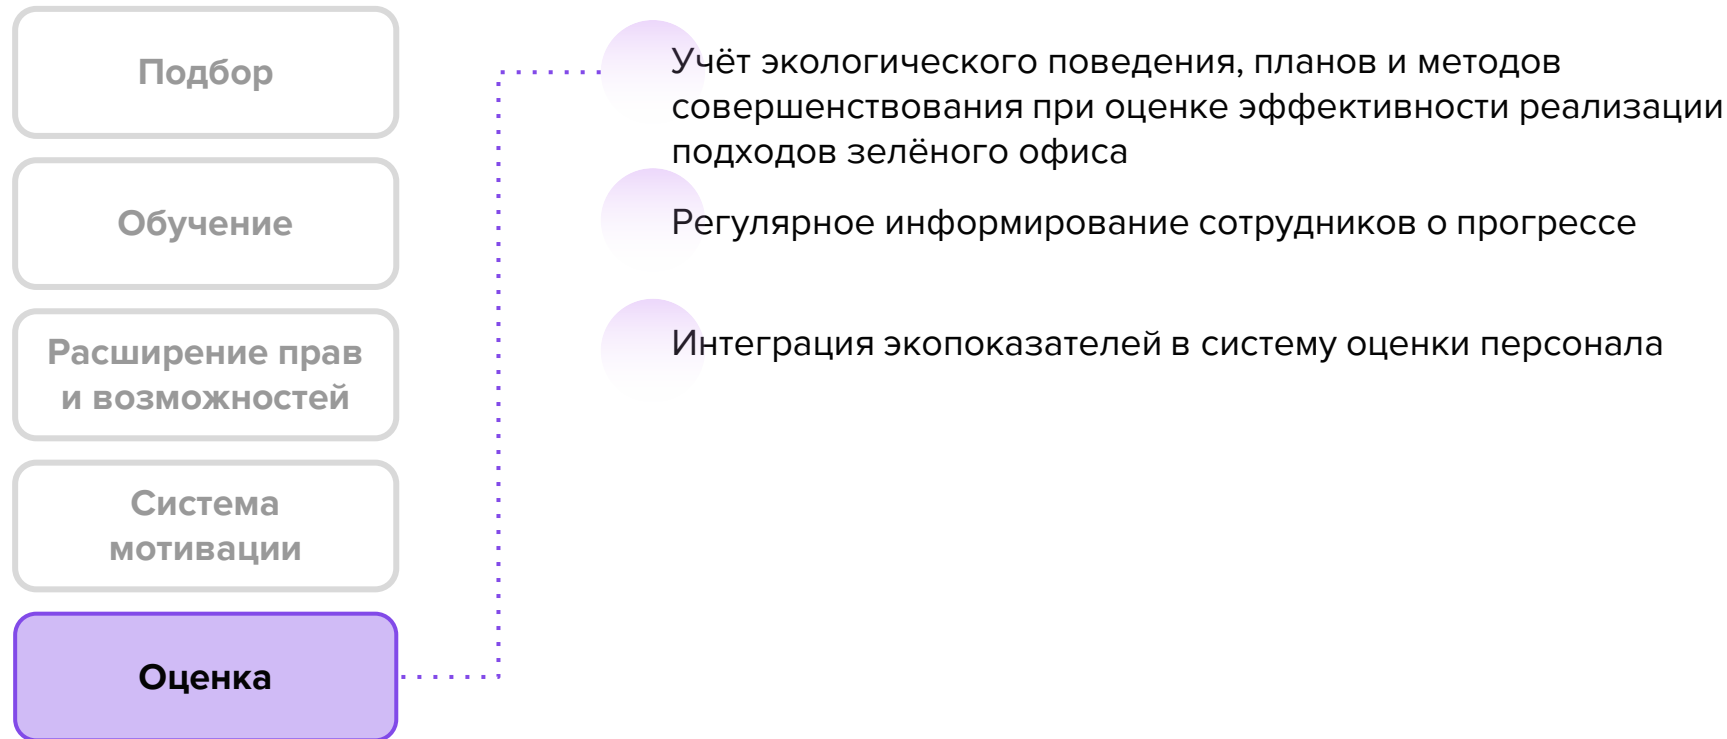 Подбор
Обучение
Расширение прав
и возможностей
Система
мотивации
Оценка
Учёт экологического поведения, планов и методов
совершенствования при оценке эффективности реализации
подходов зелёного офиса
Регулярное информирование сотрудников о прогрессе
Интеграция экопоказателей в систему оценки персонала